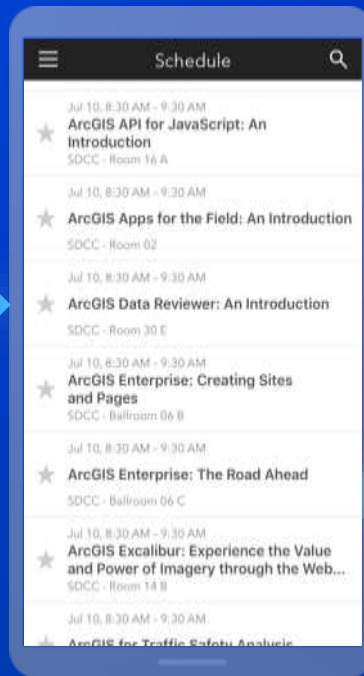 Schedule
Jul 10, 8:30 AM - 9:30 AM
ArcGIS API for JavaScript: An
Introduction
SDCC - Room 16 A
Jul 10, 8:30 AM - 9:30 AM
ArcGIS Apps for the Field: An Introduction
SDCC - Room 02
Jul 10, 8:30 AM - 9:30 AM
ArcGIS Data Reviewer: An Introduction
SDCC - Room 30 E
Jul 10, 8:30 AM - 9:30 AM
ArcGIS Enterprise: Creating Sites
and Pages
SDCC - Ballroom 06 B
Jul 10, 8:30 AM - 9:30 AM
ArcGIS Enterprise: The Road Ahead
SDCC - Ballroom 06 C
Jul 10, 8:30 AM - 9:30 AM
ArcGIS Excalibur: Experience the Value
and Power of Imagery through the Web...
SDCC - Room 14 B
Jul 10, 8:30 AM - 9:30 AM
ArcGIS for Traffic Safety Analysis